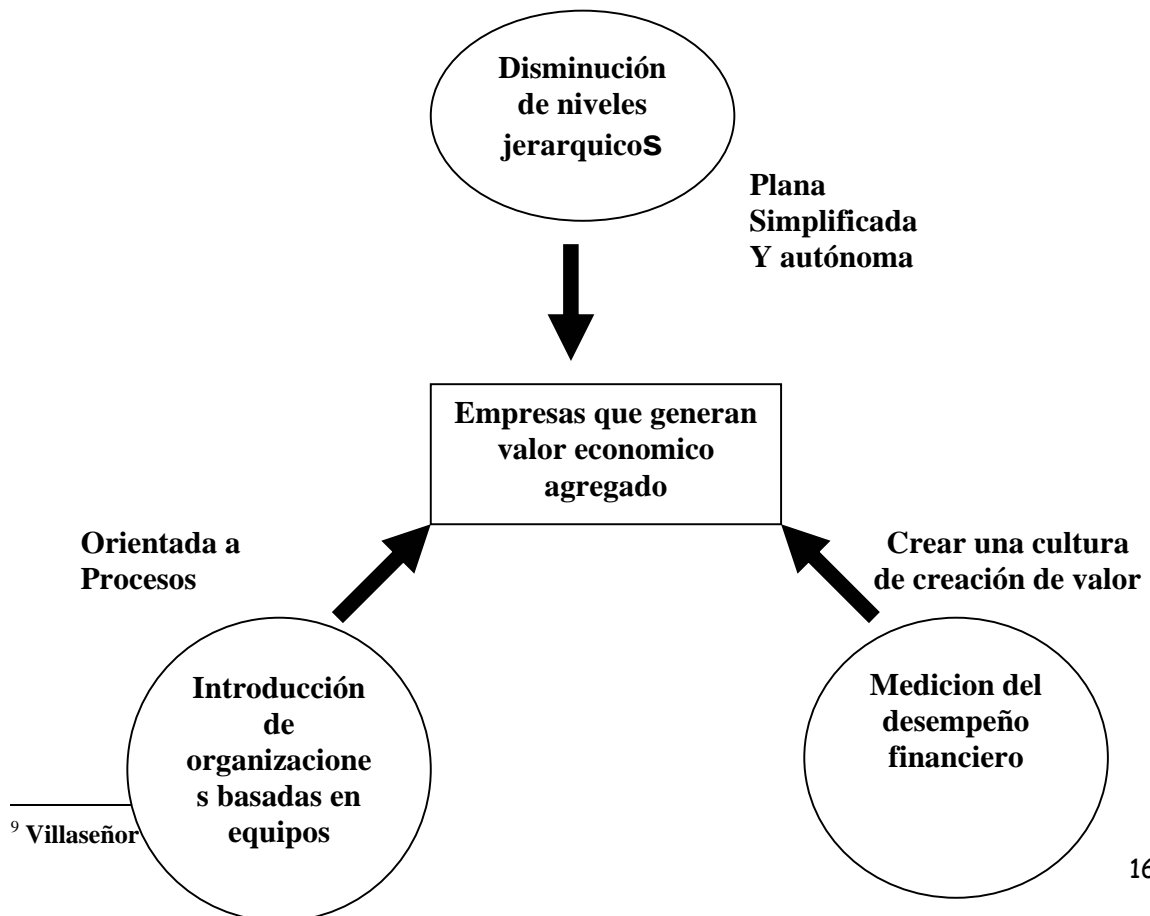 Disminución
de niveles
jerarquicos
Plana
Simplificada
Y autónoma
Empresas que generan
valor economico
agregado
Orientada a
Procesos
Crear una cultura
de creación de valor
Introducción
de
organizacione
s basadas en
equipos
Medicion del
desempeño
financiero
9 Villaseñor
16